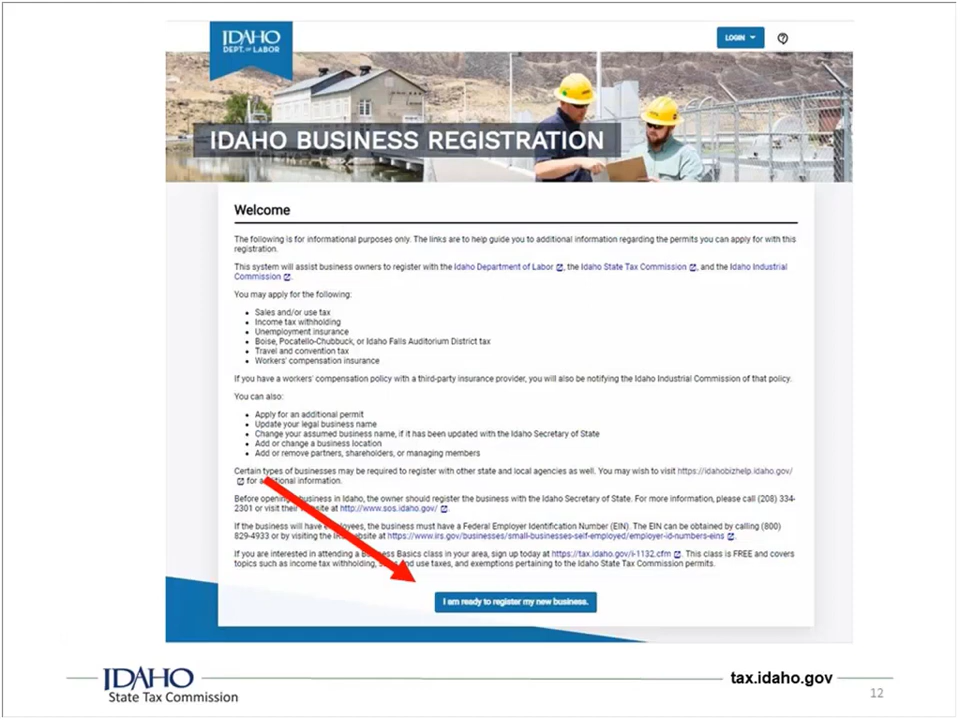 IDAHO
DEPT. OF LABOR
LOGIN
IDAHO BUSINESS REGISTRATION
Welcome
The following is for informational purposes only. The links are to help guide you to additional information regarding the permits you can apply for with this
registration.
This system will assist business owners to register with the Idaho Department of Labor, the Idaho State Tax Commission, and the Idaho Industrial
Commission.
You may apply for the following:
• Sales and/or use tax
• Income tax withholding
• Unemployment insurance
• Boise, Pocatello-Chubbuck, or Idaho Falls Auditorium District tax
• Travel and convention tax
• Workers' compensation insurance
If you have a workers' compensation policy with a third-party insurance provider, you will also be notifying the Idaho Industrial Commission of that policy.
You can also:
• Apply for an additional permit
• Update your legal business name
• Change your assumed business name, if it has been updated with the Idaho Secretary of State
• Add or change a business location
• Add or remove partners, shareholders, or managing members
Certain types of businesses may be required to register with other state and local agencies as well. You may wish to visit https://idahobizhelp.idaho.gov/
for additional information.
Before opening business in Idaho, the owner should register the business with the Idaho Secretary of State. For more information, please call (208) 334-
2301 or visit their website at http://www.sos.idaho.gov/.
If the business will have employees, the business must have a Federal Employer Identification Number (EIN). The EIN can be obtained by calling (800)
829-4933 or by visiting the IRS website at https://www.irs.gov/businesses/small-businesses-self-employed/employer-id-numbers-eins.
If you are interested in attending a Business Basics class in your area, sign up today at https://tax.idaho.gov/i-1132.cfm. This class is FREE and covers
topics such as income tax withholding, sales and use taxes, and exemptions pertaining to the Idaho State Tax Commission permits.
I am ready to register my new business.
IDAHO
State Tax Commission
tax.idaho.gov
12